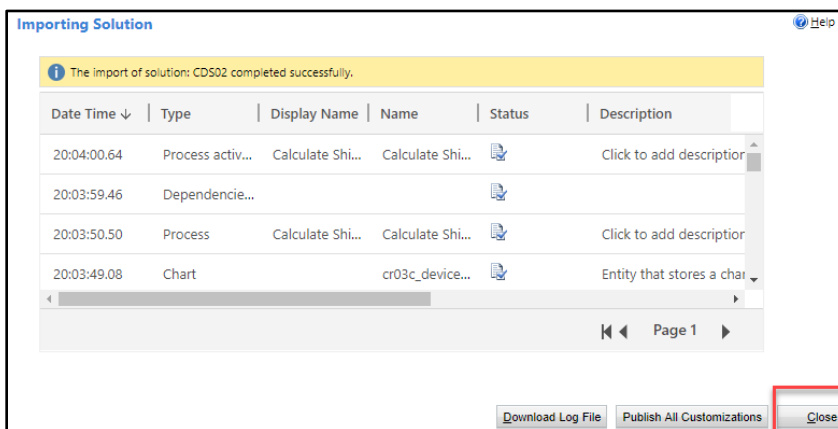 Importing Solution
Help
The import of solution: CDS02 completed successfully.
Date Time ↓ Type Display Name Name Status Description
20:04:00.64 Process activ... Calculate Shi... Calculate Shi... Click to add description
20:03:59.46 Dependencie...
20:03:50.50 Process Calculate Shi... Calculate Shi... Click to add description
20:03:49.08 Chart cr03c_device... Entity that stores a char
Page 1
Download Log File Publish All Customizations Close